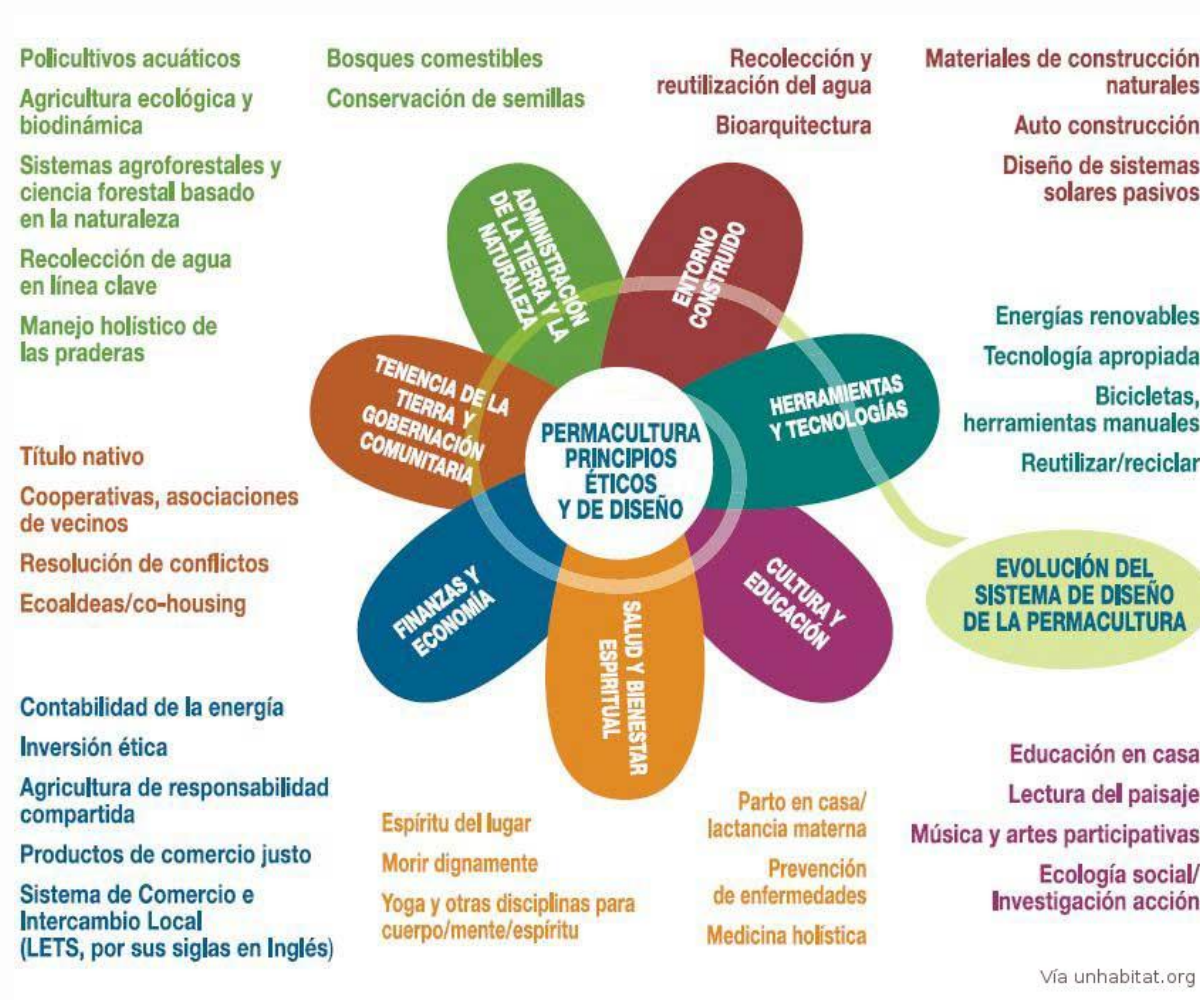 Policultivos acuáticos
Agricultura ecológica y
biodinámica
Sistemas agroforestales y
ciencia forestal basado
en la naturaleza
Recolección de agua
en línea clave
Manejo holístico de
las praderas
Bosques comestibles
Conservación de semillas
Recolección y
reutilización del agua
Bioarquitectura
Materiales de construcción
naturales
Auto construcción
Diseño de sistemas
solares pasivos
ADMINISTRACIÓN
DE LA TIERRA Y LA
NATURALEZA
ENTORNO
CONSTRUIDO
Energías renovables
Tecnología apropiada
Bicicletas,
herramientas manuales
Reutilizar/reciclar
TENENCIA DE LA
TIERRA Y
GOBERNACIÓN
COMUNITARIA
PERMACULTURA
PRINCIPIOS
ÉTICOS
Y DE DISEÑO
HERRAMIENTAS
Y TECNOLOGÍAS
Título nativo
Cooperativas, asociaciones
de vecinos
Resolución de conflictos
Ecoaldeas/co-housing
FINANZAS Y
ECONOMÍA
SALUD Y BIENESTAR
ESPIRITUAL
CULTURA Y
EDUCACIÓN
EVOLUCIÓN DEL
SISTEMA DE DISEÑO
DE LA PERMACULTURA
Contabilidad de la energía
Inversión ética
Agricultura de responsabilidad
compartida
Productos de comercio justo
Sistema de Comercio e
Intercambio Local
(LETS, por sus siglas en Inglés)
Espíritu del lugar
Morir dignamente
Yoga y otras disciplinas para
cuerpo/mente/espíritu
Parto en casa/
lactancia materna
Prevención
de enfermedades
Medicina holística
Educación en casa
Lectura del paisaje
Música y artes participativas
Ecología social/
Investigación acción
Vía unhabitat.org